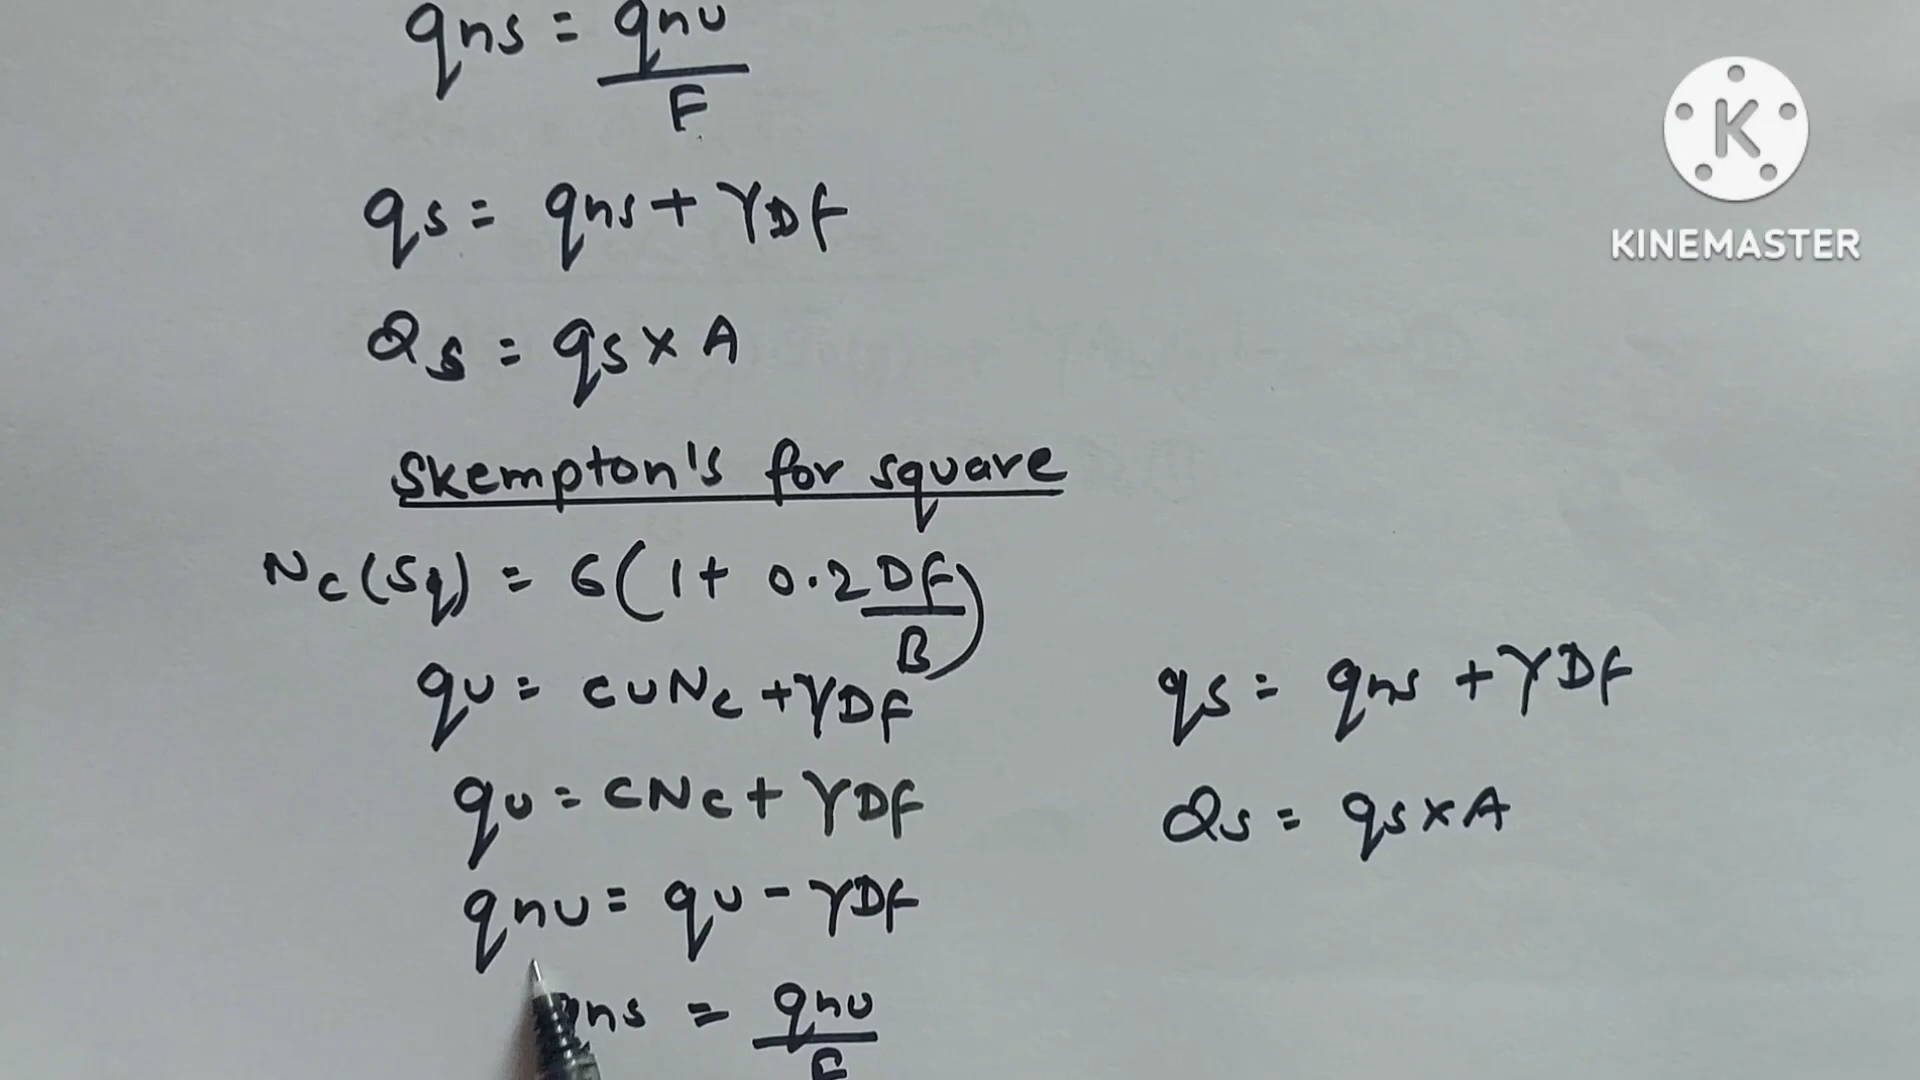 qns = qnu
F
qs = qns + γDf
Qs = qs × A
Skempton's for square
Nc(sq) = 6(1 + 0.2 Df
B)
qu = cuNc + γDf
qu = cNc + γDf
qnu = qu - γDf
qns = qnu
F
qs = qns + γDf
Qs = qs × A
K
KINEMASTER